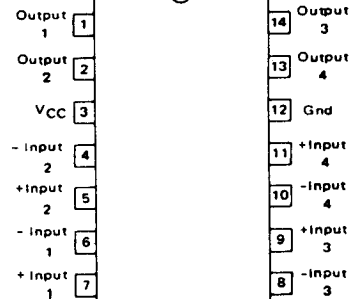 Output
1
1
Output
2
2
VCC
3
- Input
2
4
+Input
2
5
- Input
1
6
+ Input
1
7
14
Output
3
13
Output
4
12
Gnd
11
+Input
4
10
-Input
4
9
+Input
3
8
-Input
3